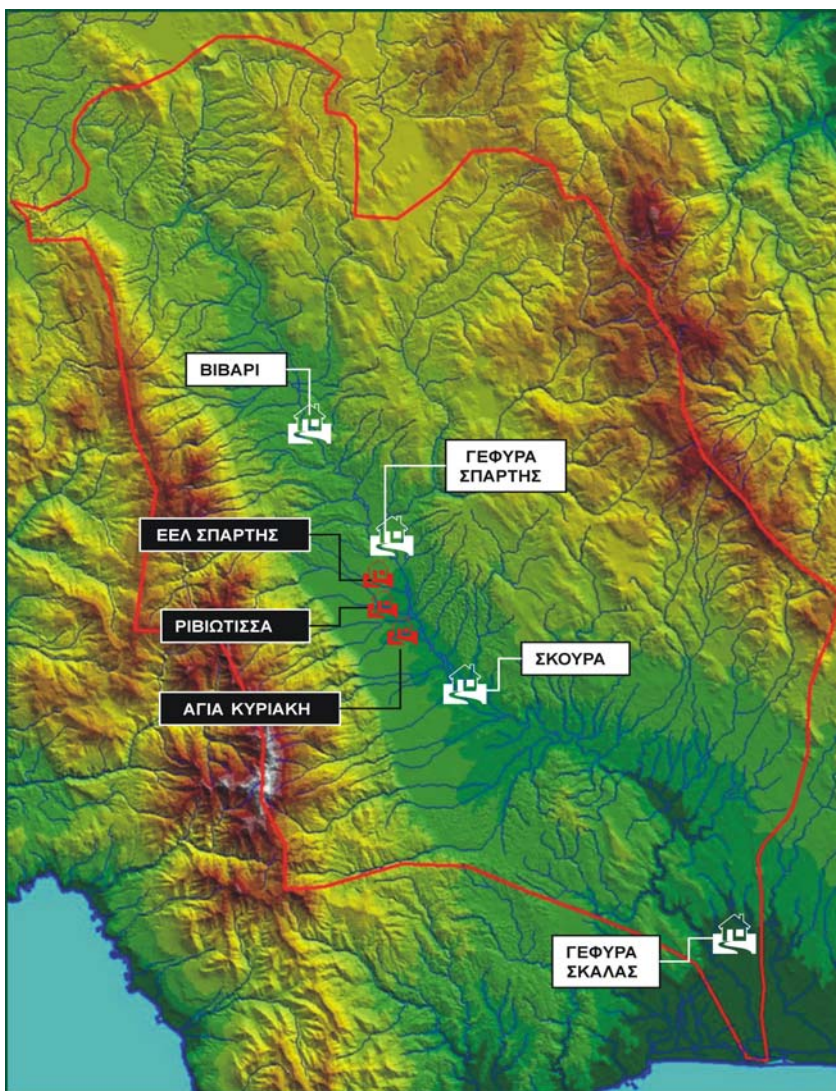 ΒΙΒΑΡΙ
ΓΕΦΥΡΑ
ΣΠΑΡΤΗΣ
ΕΕΛ ΣΠΑΡΤΗΣ
ΡΙΒΙΩΤΙΣΣΑ
ΣΚΟΥΡΑ
ΑΓΙΑ ΚΥΡΙΑΚΗ
ΓΕΦΥΡΑ
ΣΚΑΛΑΣ